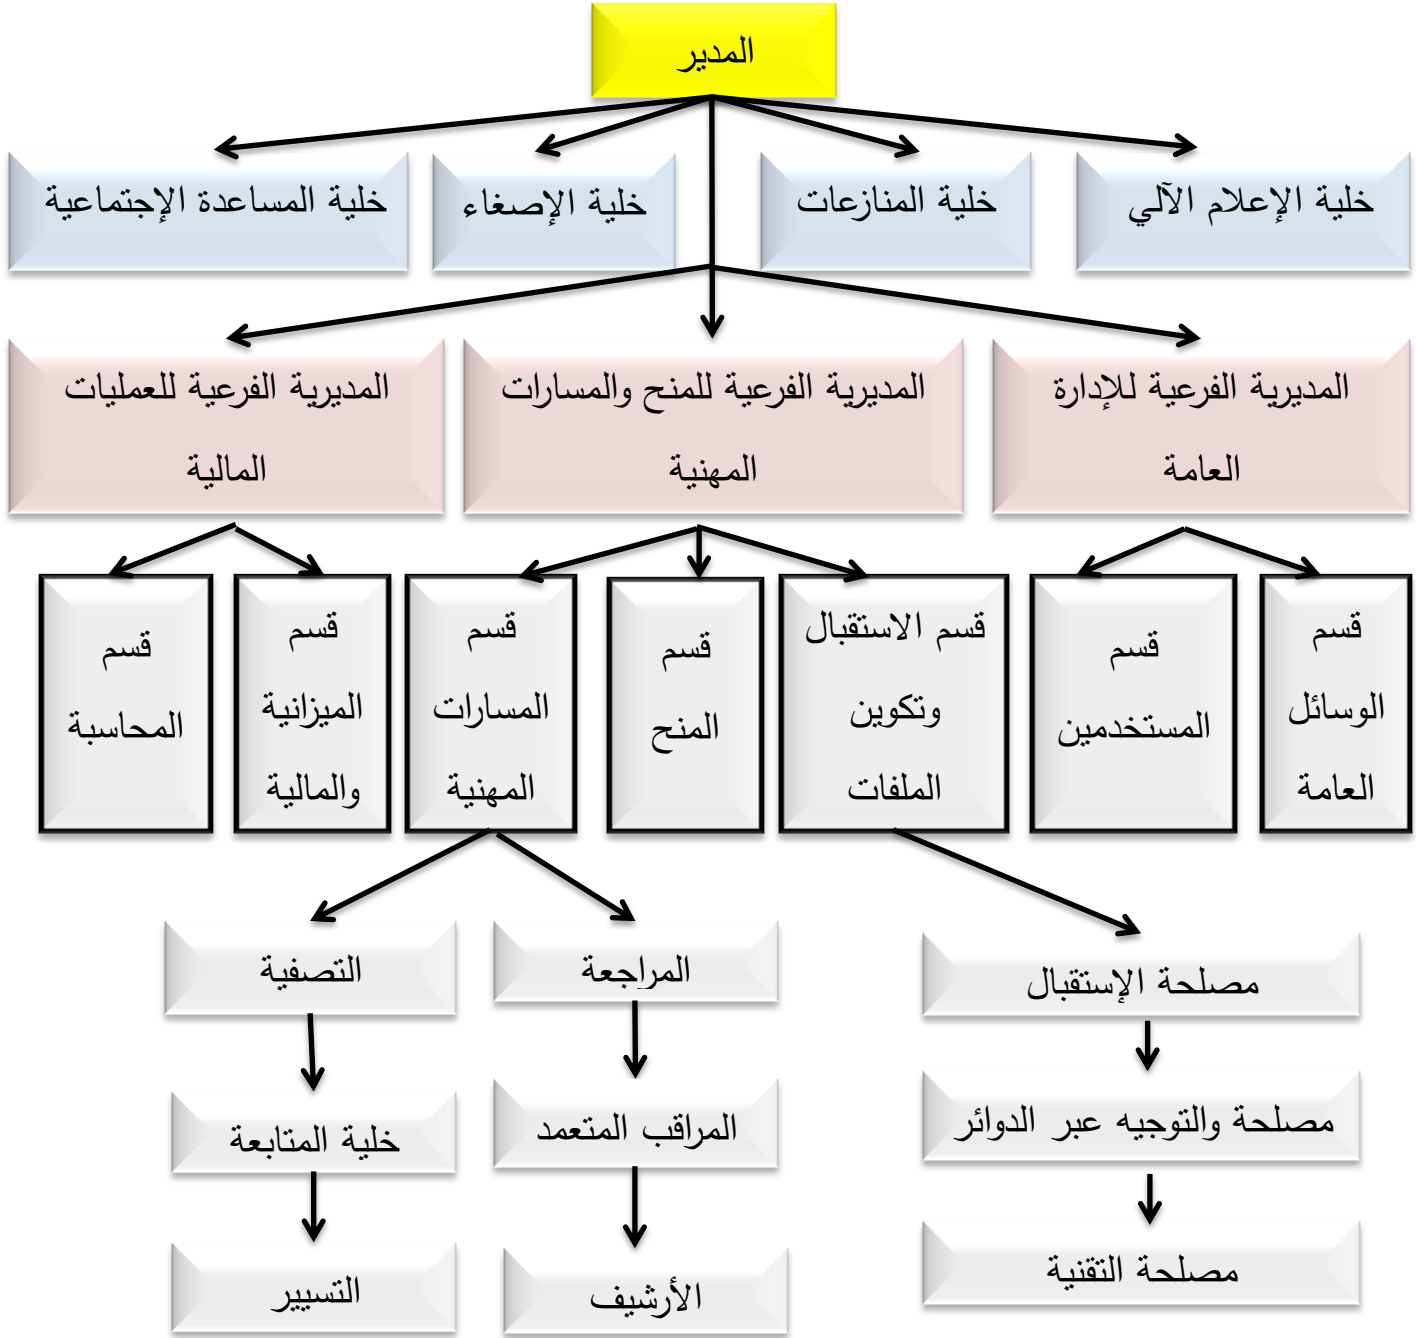 المدير
خلية الإعلام الآلي
خلية المنازعات
خلية الإصغاء
خلية المساعدة الإجتماعية
المديرية الفرعية للإدارة
العامة
المديرية الفرعية للمنح والمسارات
المهنية
المديرية الفرعية للعمليات
المالية
قسم
الوسائل
العامة
قسم
المستخدمين
قسم الاستقبال
وتكوين
الملفات
قسم
المنح
قسم
المسارات
المهنية
قسم
الميزانية
والمالية
قسم
المحاسبة
مصلحة الإستقبال
المراجعة
التصفية
مصلحة والتوجيه عبر الدوائر
المراقب المتعمد
خلية المتابعة
مصلحة التقنية
الأرشيف
التسيير